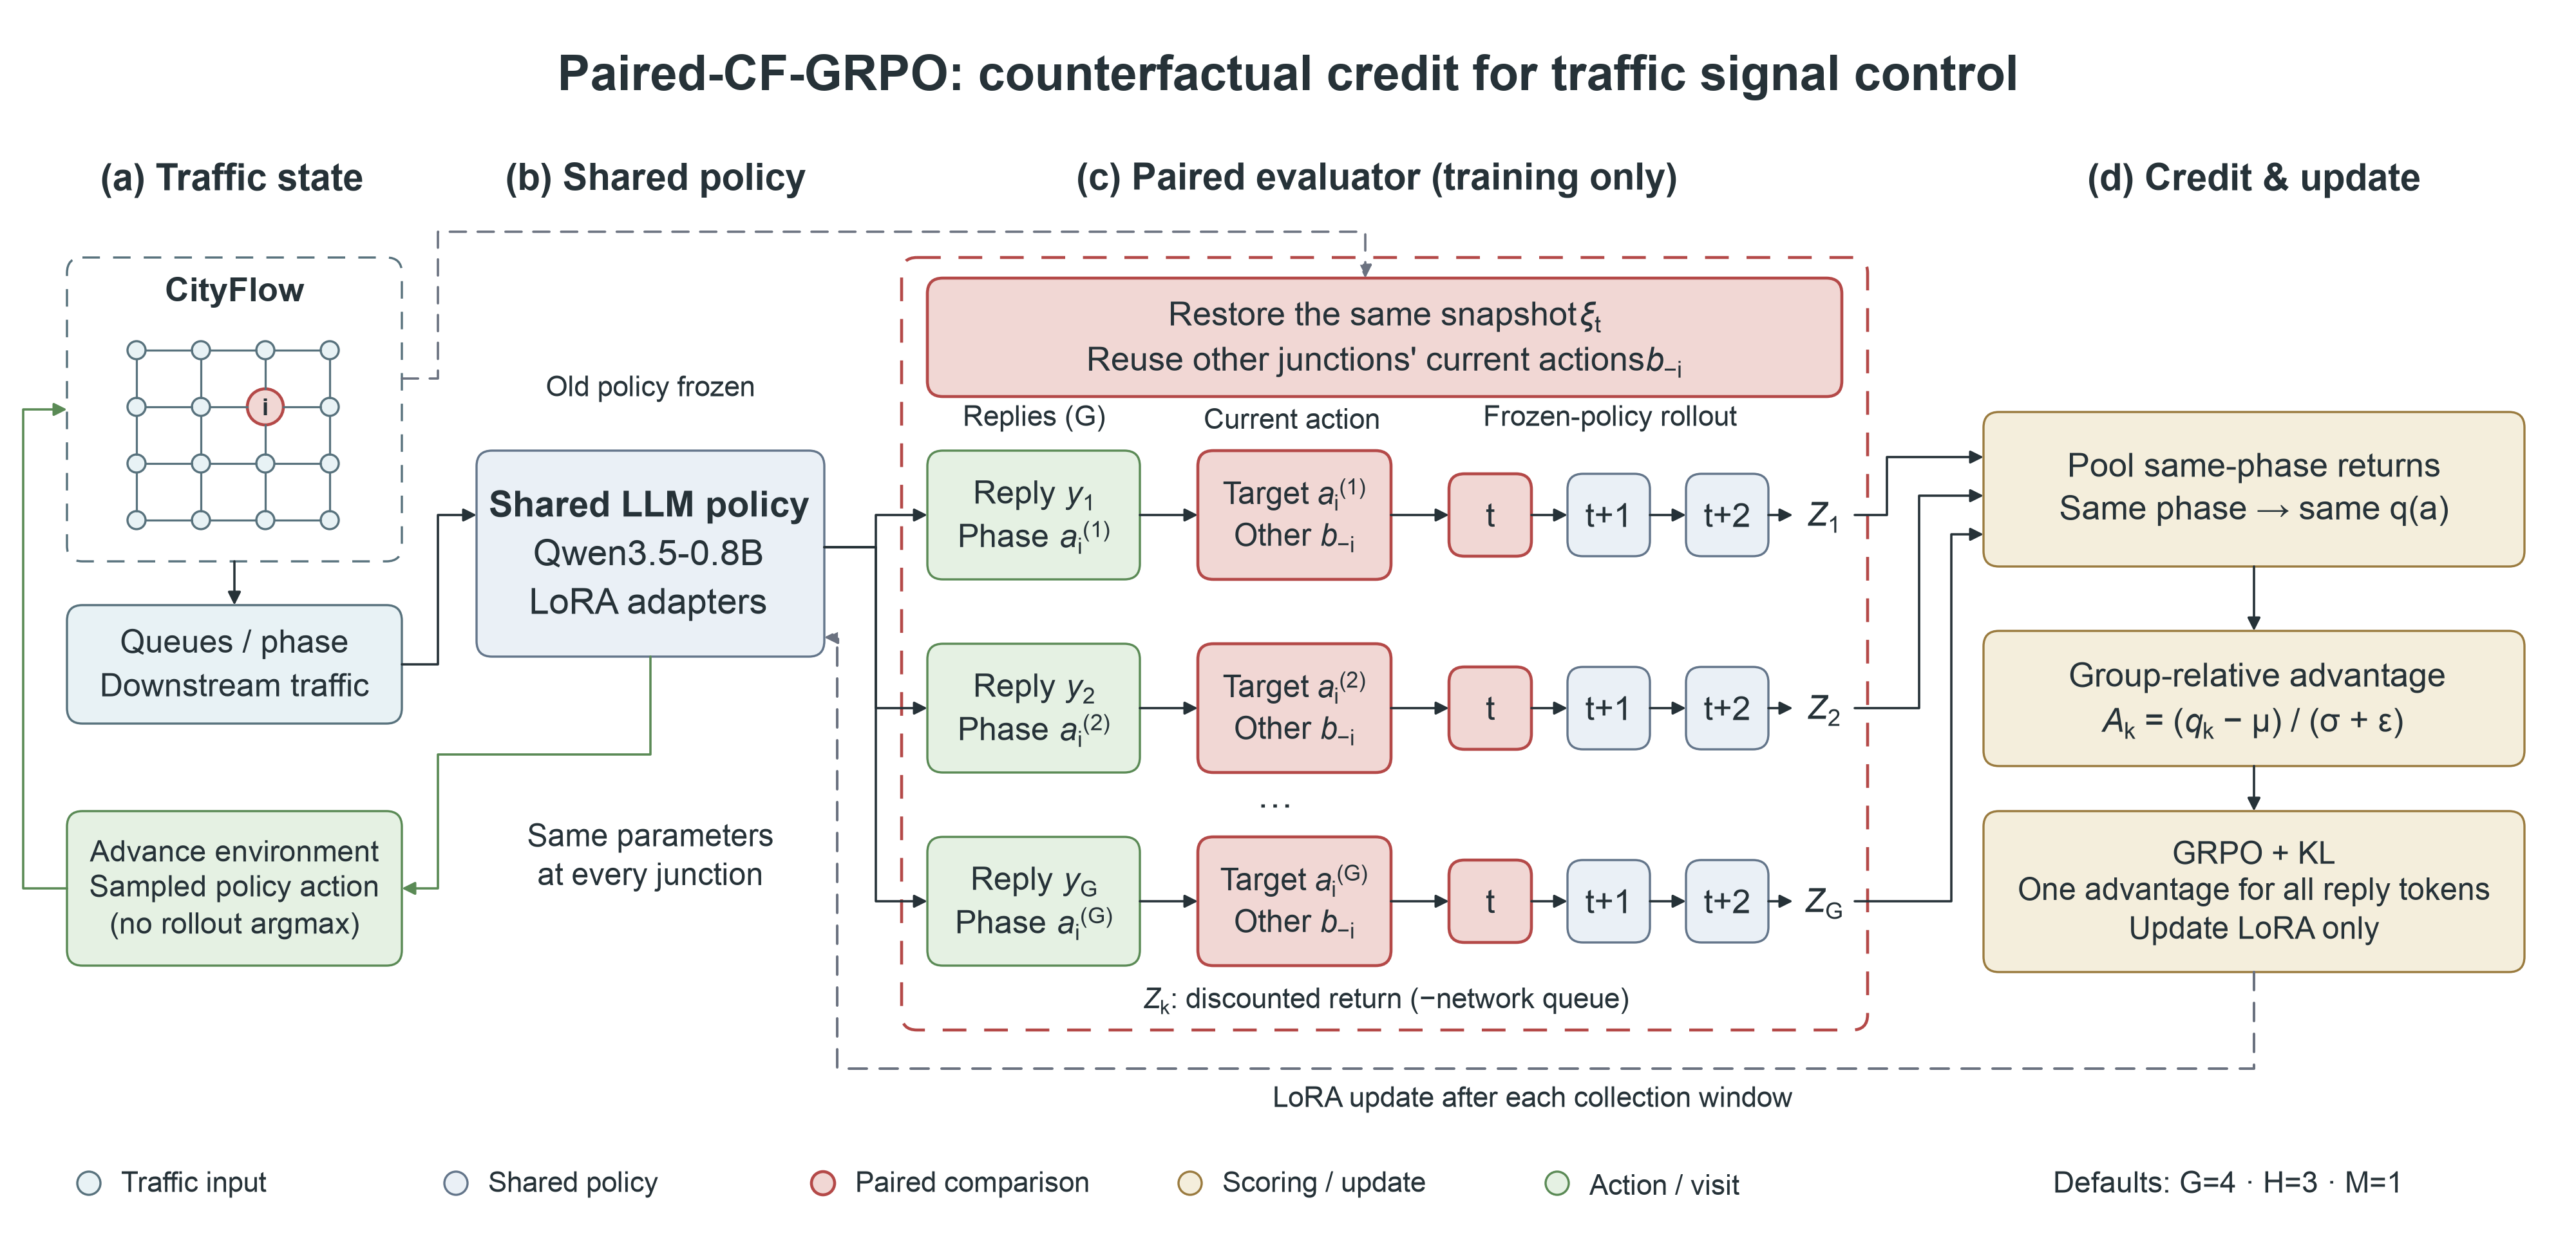 Paired-CF-GRPO: counterfactual credit for traffic signal control
(a) Traffic state
(b) Shared policy
(c) Paired evaluator (training only)
(d) Credit & update
CityFlow
i
Queues / phase
Downstream traffic
Advance environment
Sampled policy action
(no rollout argmax)
Old policy frozen
Shared LLM policy
Qwen3.5-0.8B
LoRA adapters
Same parameters
at every junction
Restore the same snapshot ξₜ
Reuse other junctions' current actions b₋ᵢ
Replies (G)
Current action
Frozen-policy rollout
Reply y₁
Phase aᵢ⁽¹⁾
Target aᵢ⁽¹⁾
Other b₋ᵢ
t
t+1
t+2
Z₁
Reply y₂
Phase aᵢ⁽²⁾
Target aᵢ⁽²⁾
Other b₋ᵢ
t
t+1
t+2
Z₂
...
Reply y_G
Phase aᵢ^(G)
Target aᵢ^(G)
Other b₋ᵢ
t
t+1
t+2
Z_G
Zₖ: discounted return (−network queue)
Pool same-phase returns
Same phase → same q(a)
Group-relative advantage
Aₖ = (qₖ − μ) / (σ + ε)
GRPO + KL
One advantage for all reply tokens
Update LoRA only
LoRA update after each collection window
Traffic input
Shared policy
Paired comparison
Scoring / update
Action / visit
Defaults: G=4 · H=3 · M=1